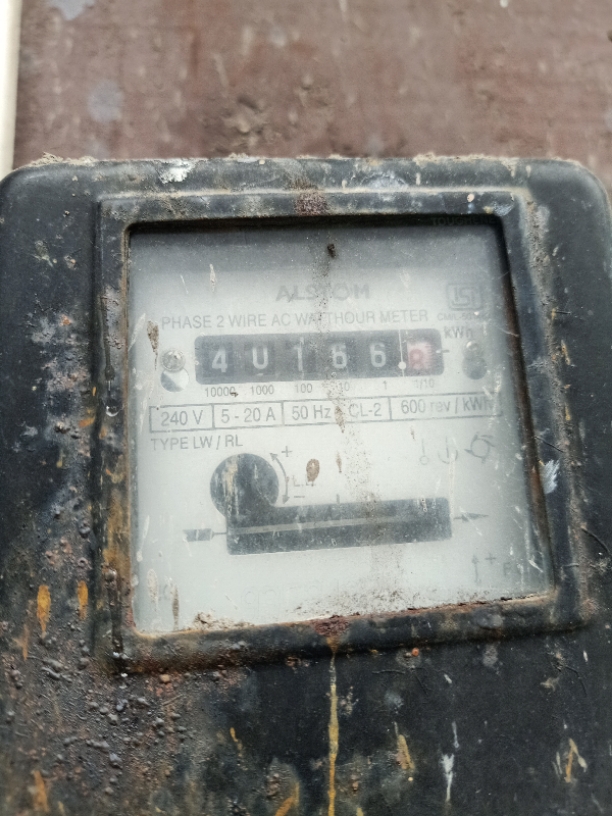 ALSTOM
PHASE 2 WIRE AC WATTHOUR METER
kWh
4 0 1 6 6 8
10000 1000 100 10 1 1/10
240 V 5 - 20 A 50 Hz CL-2 600 rev / kWh
TYPE LW / RL
+
-
+